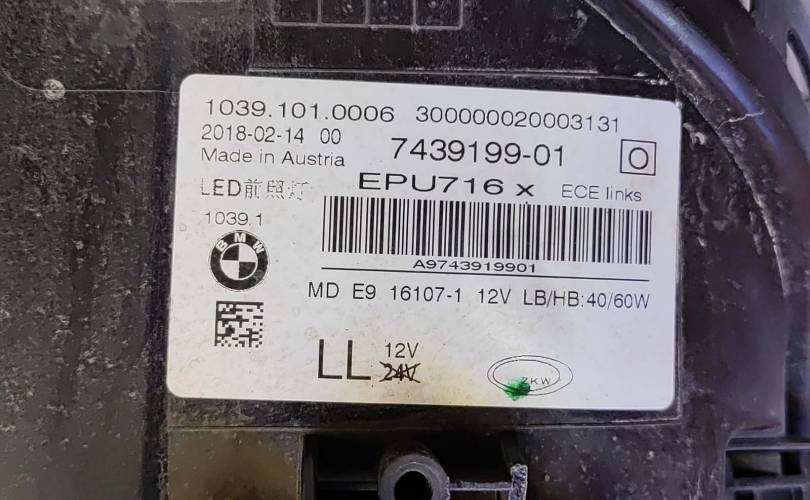 1039.101.0006 300000020003131
2018-02-14 00
7439199-01
O
Made in Austria
EPU716 x
ECE links
LED前照灯
1039.1
BMW
A9743919901
MD E9 16107-1 12V LB/HB:40/60W
LL
12V
24V
ZKW